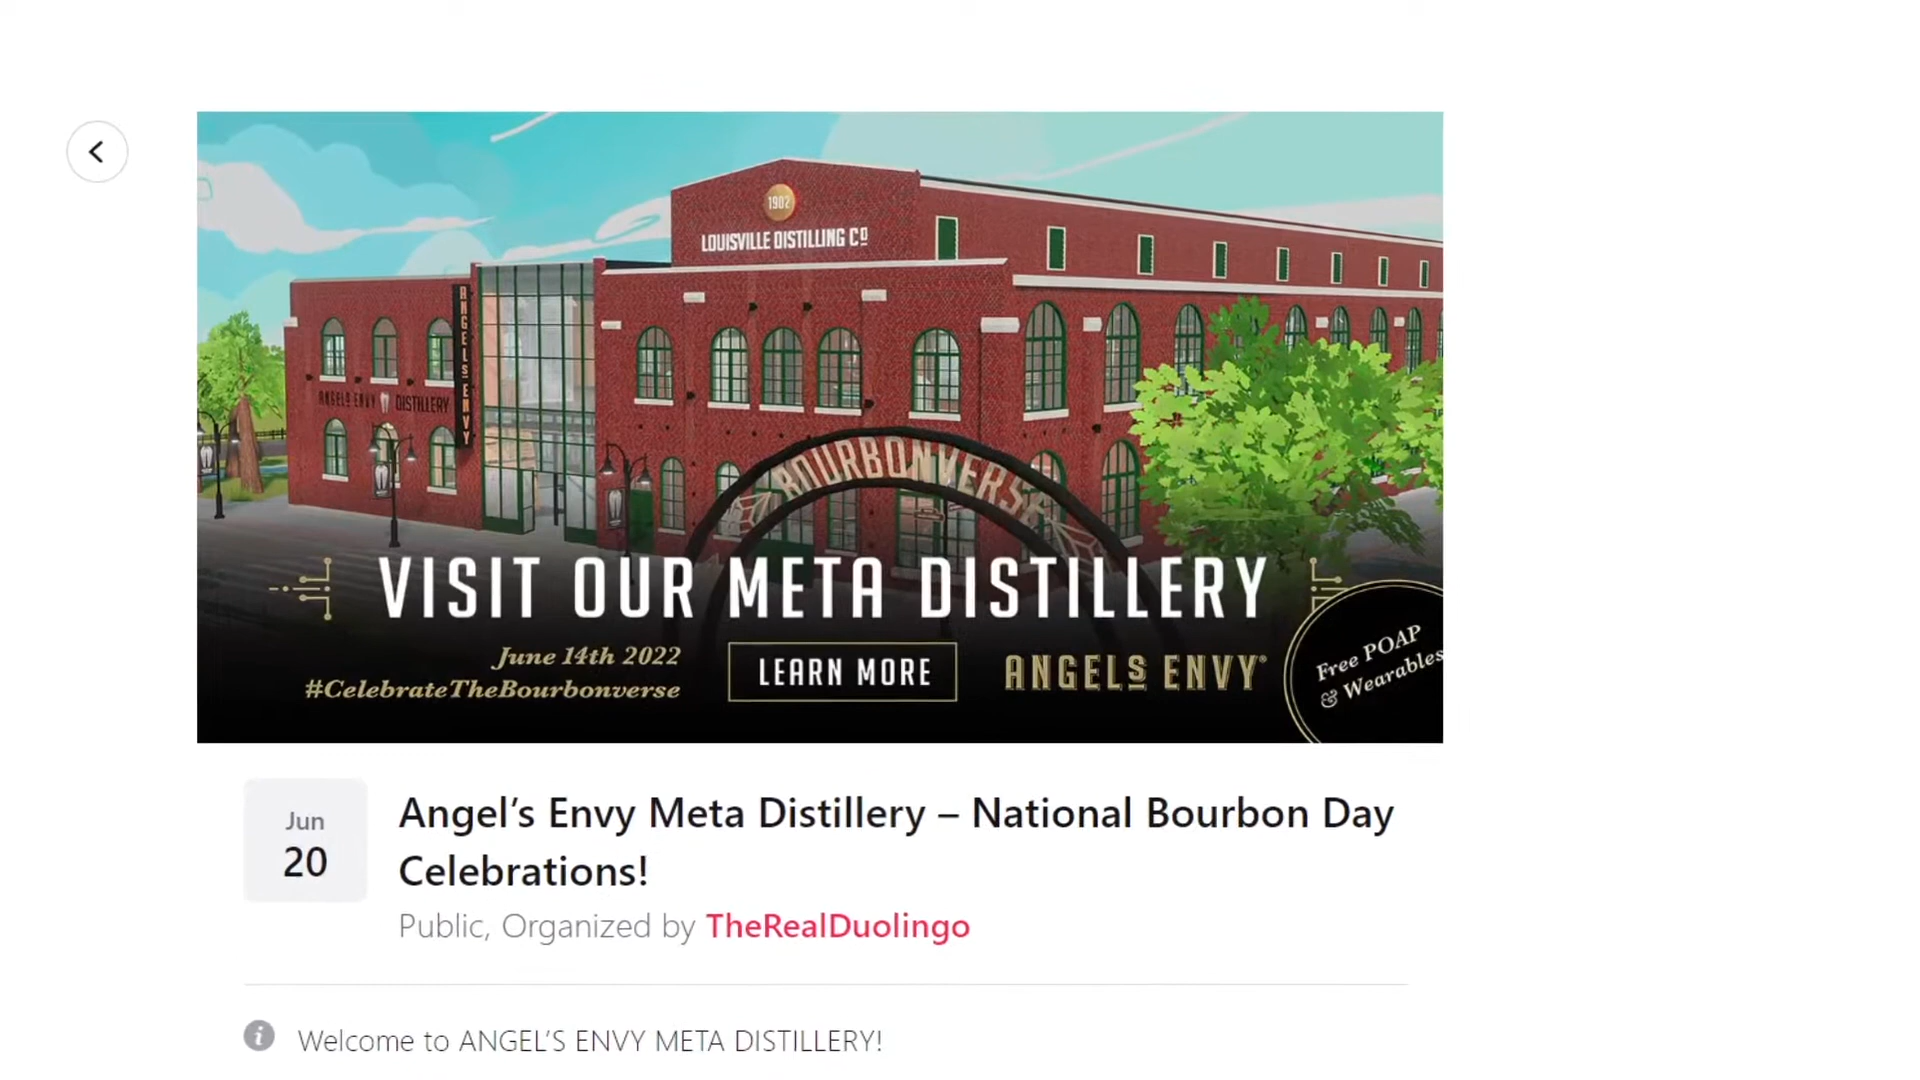 1902
LOUISVILLE DISTILLING CO
ANGEL'S ENVY
ANGEL'S ENVY DISTILLERY
BOURBONVERSE
VISIT OUR META DISTILLERY
June 14th 2022
#CelebrateTheBourbonverse
LEARN MORE
ANGELS ENVY®
Free POAP
& Wearables
Jun
20
Angel’s Envy Meta Distillery – National Bourbon Day
Celebrations!
Public, Organized by TheRealDuolingo
Welcome to ANGEL’S ENVY META DISTILLERY!